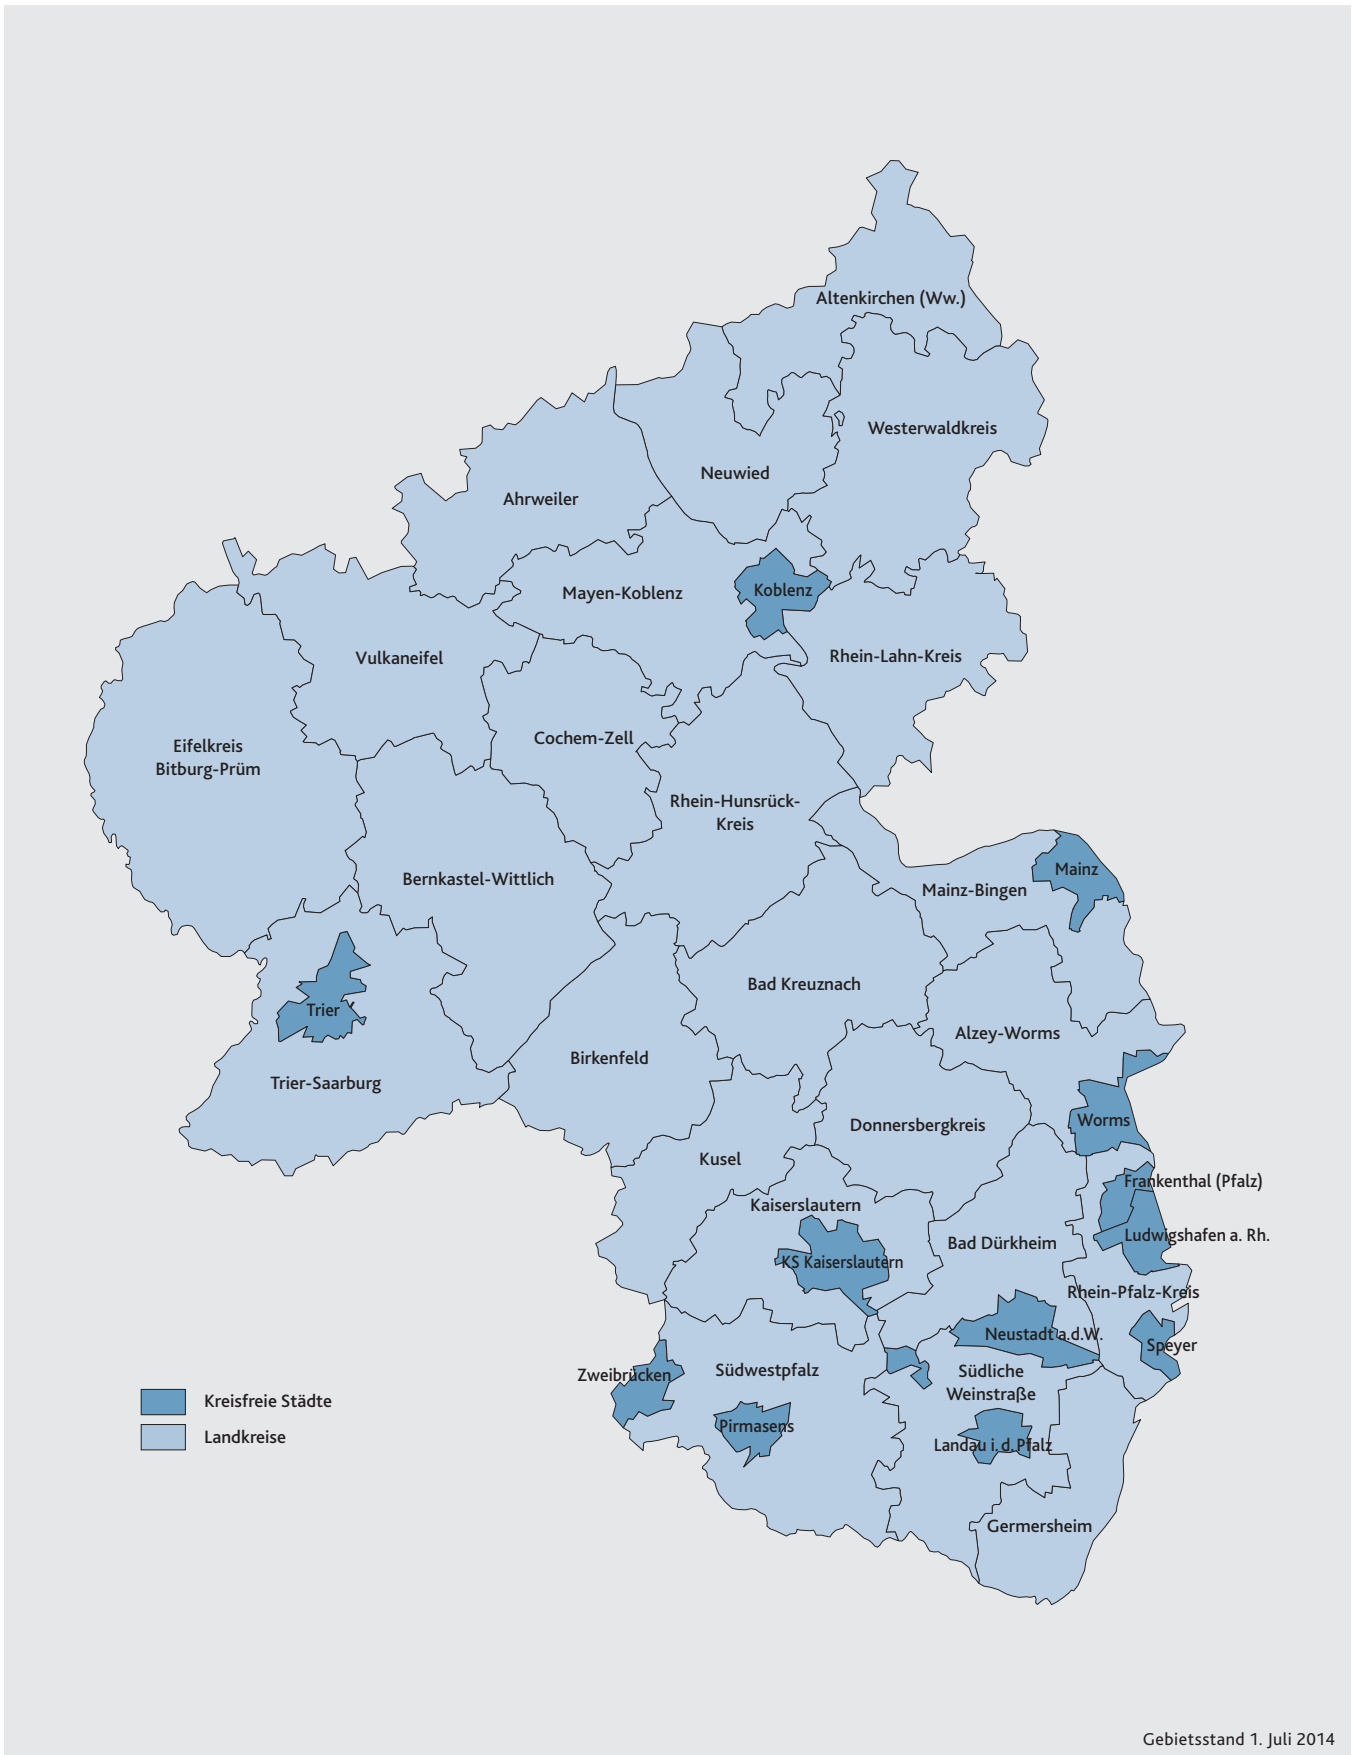 Altenkirchen (Ww.)
Westerwaldkreis
Neuwied
Ahrweiler
Koblenz
Mayen-Koblenz
Rhein-Lahn-Kreis
Vulkaneifel
Cochem-Zell
Eifelkreis
Bitburg-Prüm
Rhein-Hunsrück-
Kreis
Mainz
Bernkastel-Wittlich
Mainz-Bingen
Bad Kreuznach
Trier
Alzey-Worms
Birkenfeld
Trier-Saarburg
Worms
Donnersbergkreis
Kusel
Frankenthal (Pfalz)
Kaiserslautern
Ludwigshafen a. Rh.
Bad Dürkheim
KS Kaiserslautern
Rhein-Pfalz-Kreis
Neustadt a.d.W.
Speyer
Zweibrücken
Südwestpfalz
Südliche
Weinstraße
Kreisfreie Städte
Pirmasens
Landkreise
Landau i. d. Pfalz
Germersheim
Gebietsstand 1. Juli 2014